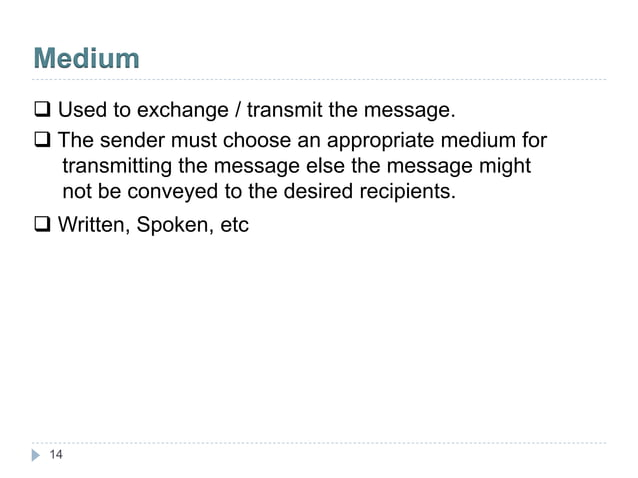 Medium
❑ Used to exchange / transmit the message.
❑ The sender must choose an appropriate medium for
transmitting the message else the message might
not be conveyed to the desired recipients.
❑ Written, Spoken, etc
14